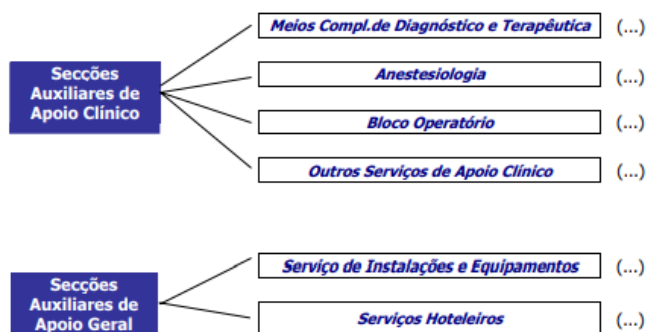 Meios Compl.de Diagnóstico e Terapêutica (...)
Secções
Auxiliares de
Apoio Clínico
Anestesiologia (...)
Bloco Operatório (...)
Outros Serviços de Apoio Clínico (...)
Serviço de Instalações e Equipamentos (...)
Secções
Auxiliares de
Apoio Geral
Serviços Hoteleiros (...)